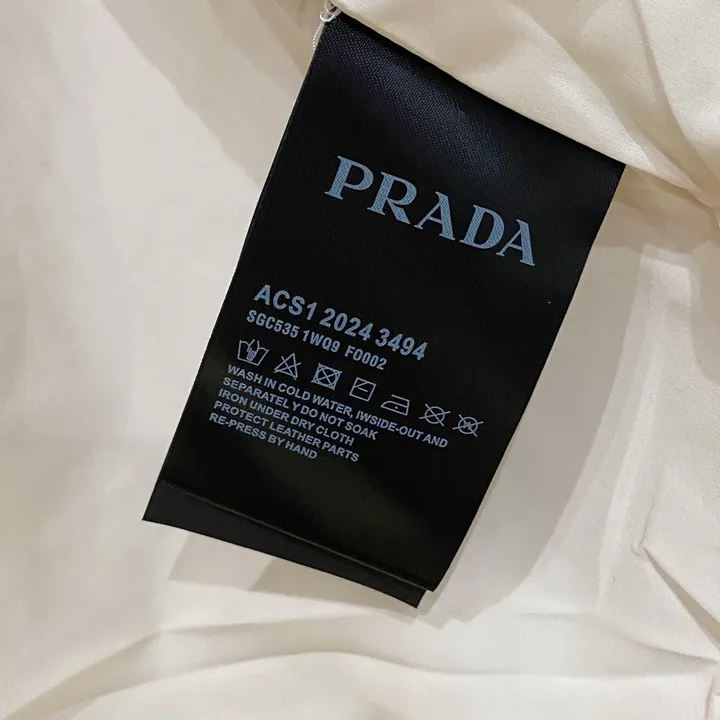 PRADA
ACS1 2024 3494
SGC535 1WQ9 F0002
WASH IN COLD WATER, IWSIDE-OUT AND
SEPARATELY DO NOT SOAK
IRON UNDER DRY CLOTH
PROTECT LEATHER PARTS
RE-PRESS BY HAND